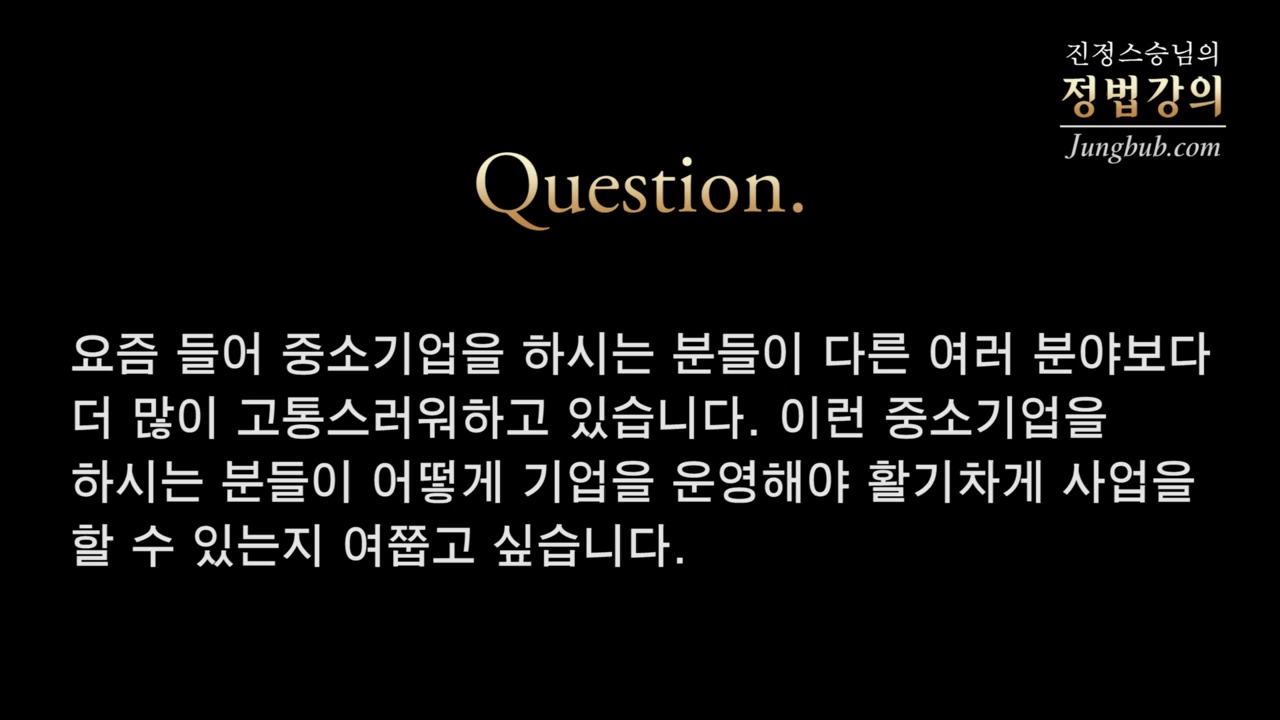 진정스승님의
정법강의
Jungbub.com
Question.
요즘 들어 중소기업을 하시는 분들이 다른 여러 분야보다
더 많이 고통스러워하고 있습니다. 이런 중소기업을
하시는 분들이 어떻게 기업을 운영해야 활기차게 사업을
할 수 있는지 여쭙고 싶습니다.